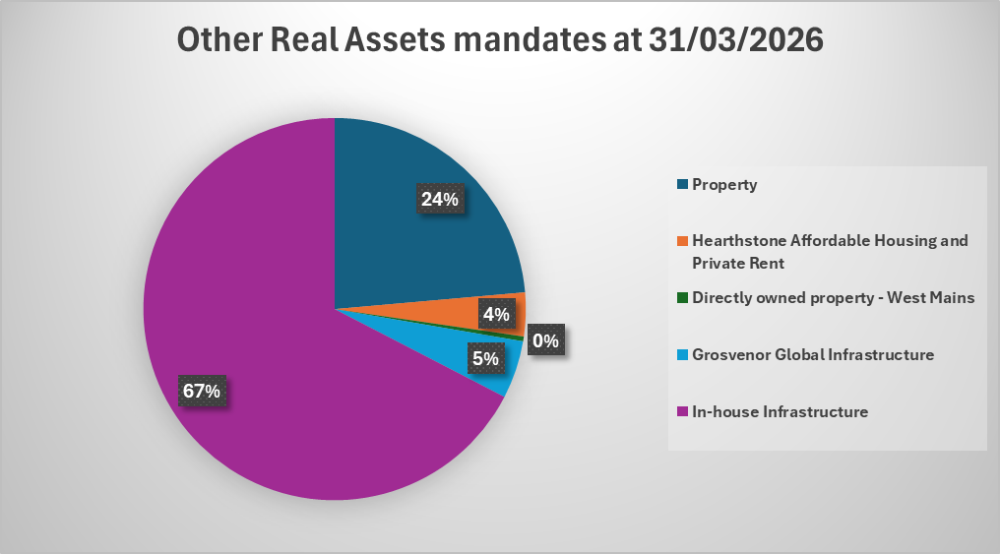 Other Real Assets mandates at 31/03/2026
24%
4%
0%
5%
67%
Property
Hearthstone Affordable Housing and
Private Rent
Directly owned property - West Mains
Grosvenor Global Infrastructure
In-house Infrastructure